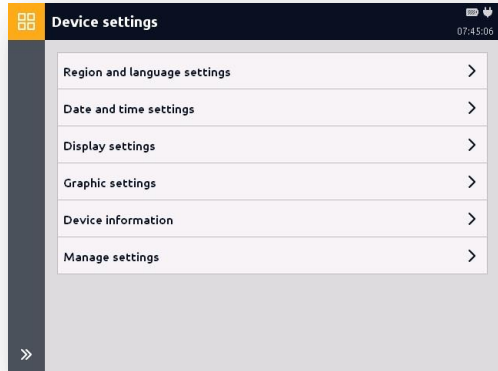 Device settings
07:45:06
Region and language settings
Date and time settings
Display settings
Graphic settings
Device information
Manage settings